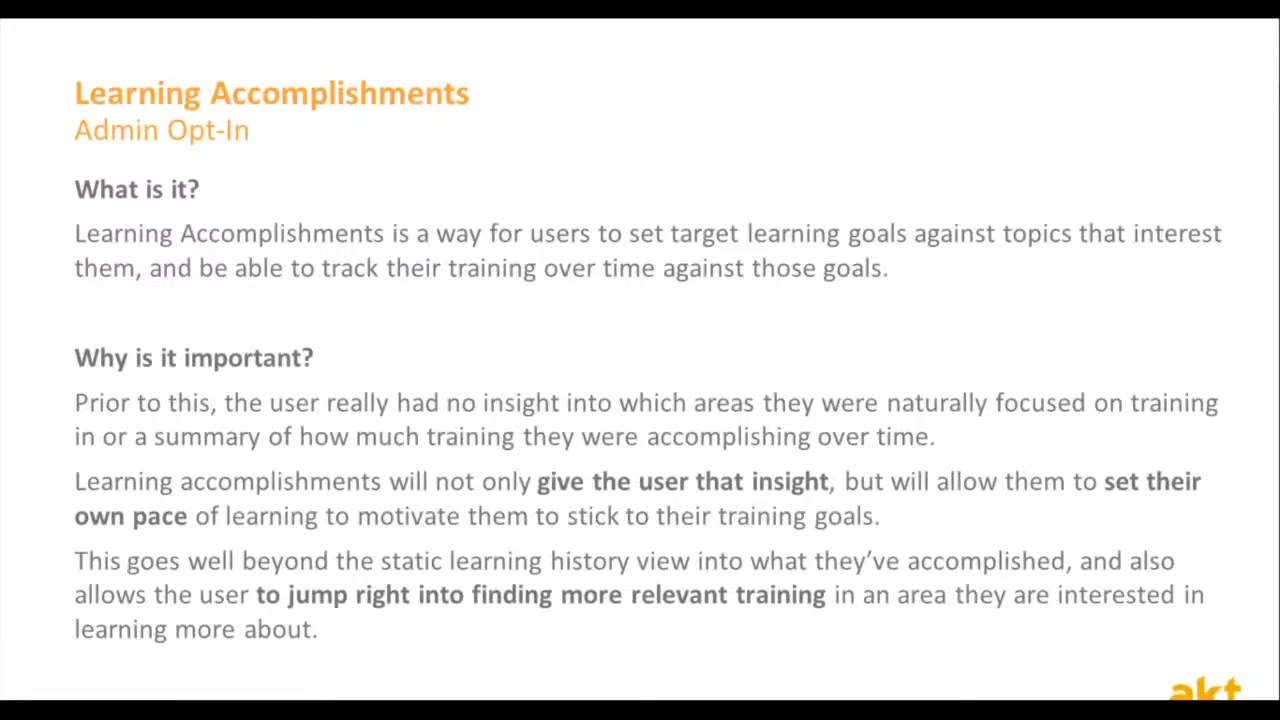 Learning Accomplishments
Admin Opt-In
What is it?
Learning Accomplishments is a way for users to set target learning goals against topics that interest
them, and be able to track their training over time against those goals.
Why is it important?
Prior to this, the user really had no insight into which areas they were naturally focused on training
in or a summary of how much training they were accomplishing over time.
Learning accomplishments will not only give the user that insight, but will allow them to set their
own pace of learning to motivate them to stick to their training goals.
This goes well beyond the static learning history view into what they’ve accomplished, and also
allows the user to jump right into finding more relevant training in an area they are interested in
learning more about.
akt